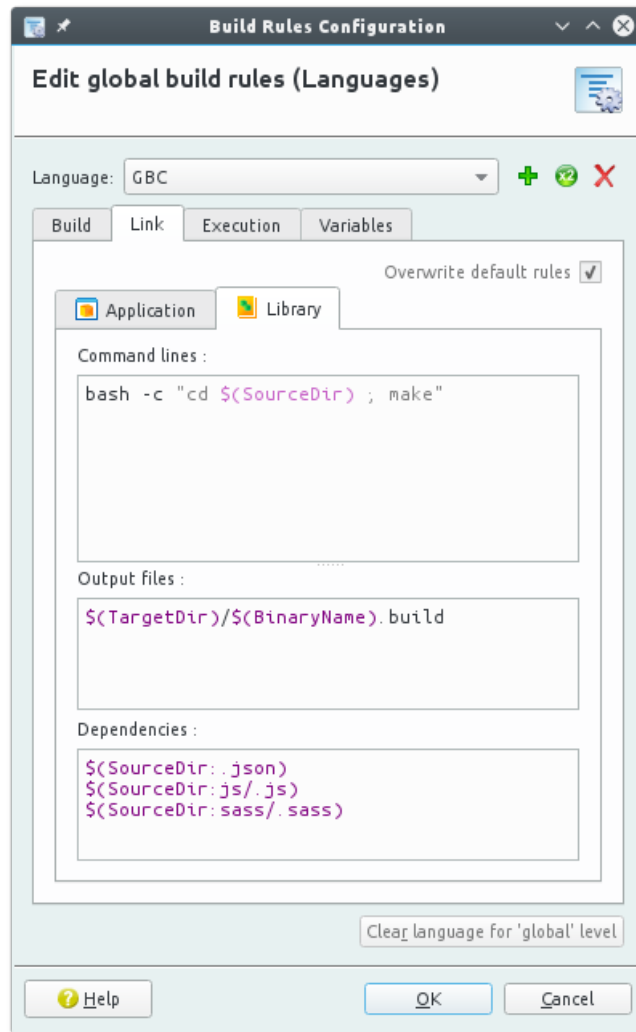 Build Rules Configuration
Edit global build rules (Languages)
Language: GBC
x2
Build Link Execution Variables
Overwrite default rules
Application Library
Command lines :
bash -c "cd $(SourceDir) ; make"
Output files :
$(TargetDir)/$(BinaryName).build
Dependencies :
$(SourceDir:.json)
$(SourceDir:js/.js)
$(SourceDir:sass/.sass)
Clear language for 'global' level
? Help OK Cancel